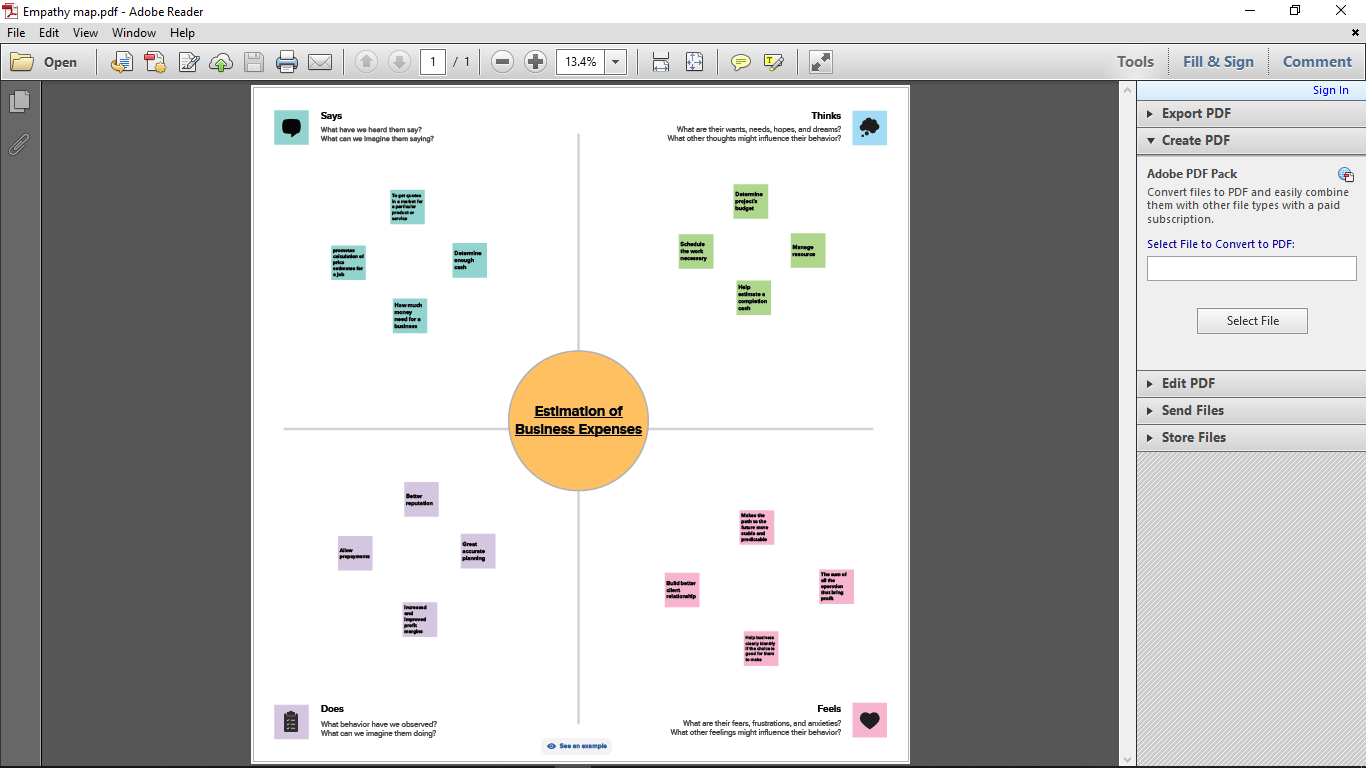 Empathy map.pdf - Adobe Reader
File Edit View Window Help
Open
1 / 1
13.4%
Tools
Fill & Sign
Comment
Sign In
Export PDF
Create PDF
Adobe PDF Pack
Convert files to PDF and easily combine
them with other file types with a paid
subscription.
Select File to Convert to PDF:
Select File
Edit PDF
Send Files
Store Files
Says
What have we heard them say?
What can we imagine them saying?
Thinks
What are their wants, needs, hopes, and dreams?
What other thoughts might influence their behavior?
To get quotes
in a market for
a particular
product or
service
promotes
calculation of
price
estimates for
a job
Determine
enough
cash
How much
money
need for a
business
Determine
project's
budget
Schedule
the work
necessary
Manage
resource
Help
estimate a
completion
cash
Estimation of
Business Expenses
Better
reputation
Allow
prepayments
Great
accurate
planning
Increased
and
improved
profit
margins
Makes the
path to the
future more
stable and
predictable
Build better
client
relationship
The sum of
all the
operation
that bring
profit
Help business
clearly identify
if the choice is
good for them
to make
Does
What behavior have we observed?
What can we imagine them doing?
Feels
What are their fears, frustrations, and anxieties?
What other feelings might influence their behavior?
See an example